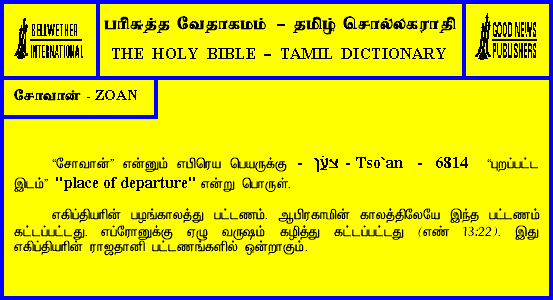 BELLWETHER
INTERNATIONAL
பரிசுத்த வேதாகமம் – தமிழ் சொல்லகராதி
THE HOLY BIBLE – TAMIL DICTIONARY
GOOD NEWS
PUBLISHERS
சோவான் - ZOAN
“சோவான்” என்னும் எபிரெய பெயருக்கு - צֹעַן - Tso`an - 6814 “புறப்பட்ட
இடம்” "place of departure" என்று பொருள்.
எகிப்தியரின் பழங்காலத்து பட்டணம். ஆபிரகாமின் காலத்திலேயே இந்த பட்டணம்
கட்டப்பட்டது. எப்ரோனுக்கு ஏழு வருஷம் கழித்து கட்டப்பட்டது (எண் 13:22). இது
எகிப்தியரின் ராஜதானி பட்டணங்களில் ஒன்றாகும்.